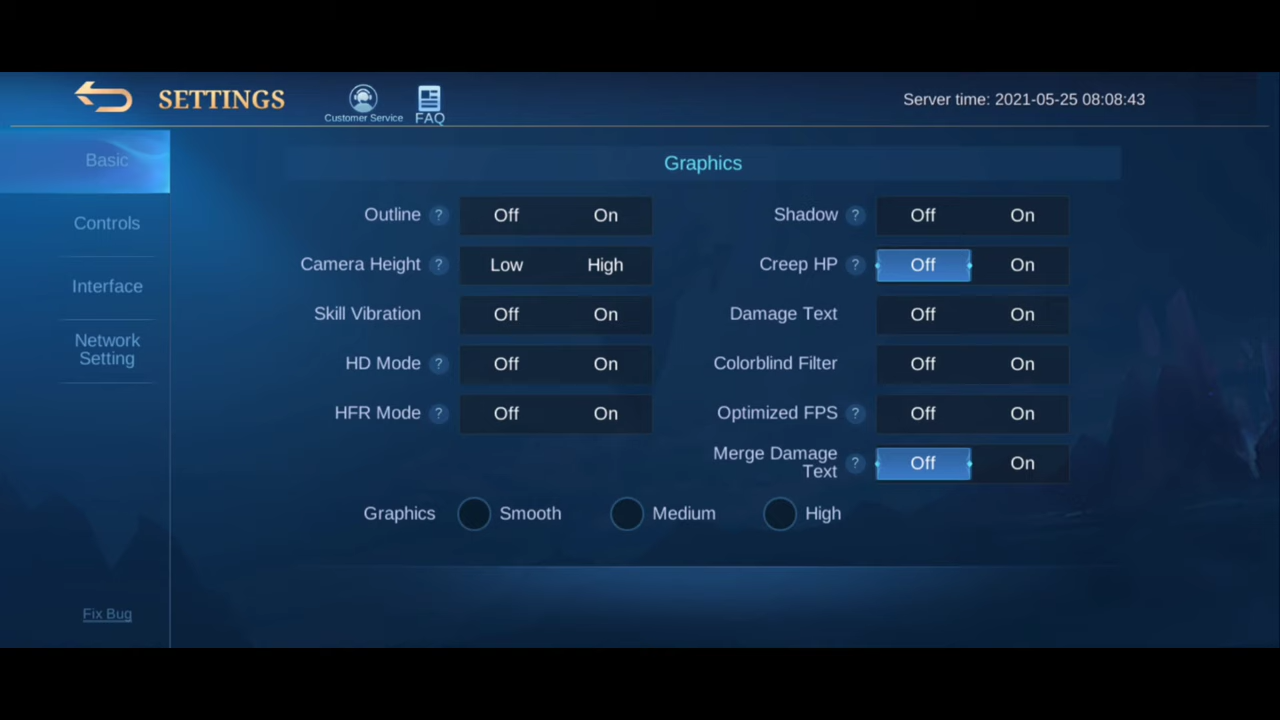 SETTINGS
Customer Service
FAQ
Server time: 2021-05-25 08:08:43
Basic
Controls
Interface
Network
Setting
Fix Bug
Graphics
Outline ? Off On
Shadow ? Off On
Camera Height ? Low High
Creep HP ? Off On
Skill Vibration Off On
Damage Text Off On
HD Mode ? Off On
Colorblind Filter Off On
HFR Mode ? Off On
Optimized FPS ? Off On
Merge Damage
Text ? Off On
Graphics Smooth Medium High